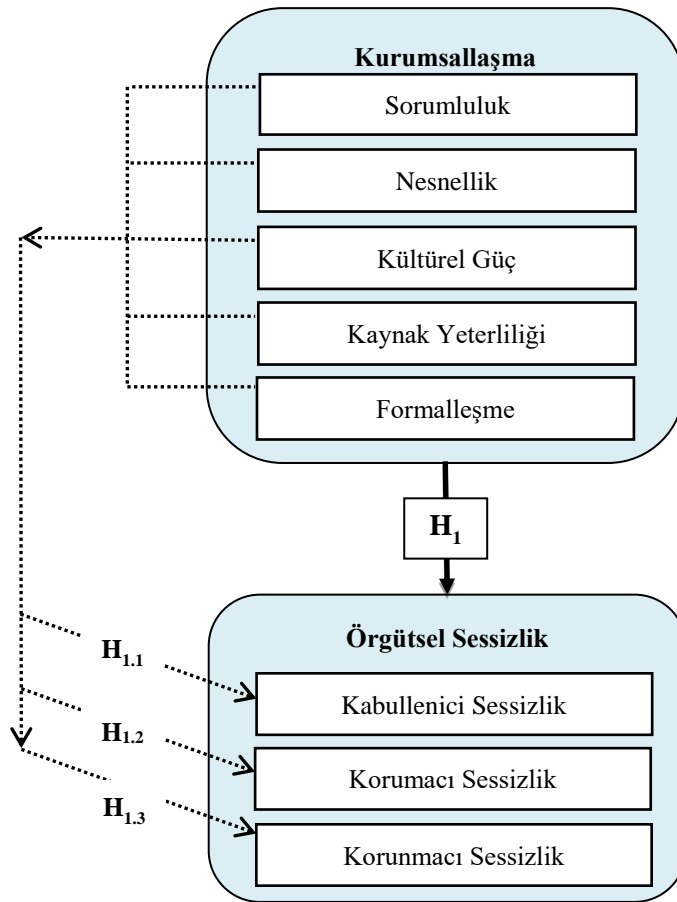 Kurumsallaşma
Sorumluluk
Nesnellik
Kültürel Güç
Kaynak Yeterliliği
Formalleşme
H1
Örgütsel Sessizlik
H1.1
Kabullenici Sessizlik
H1.2
Korumacı Sessizlik
H1.3
Korunmacı Sessizlik